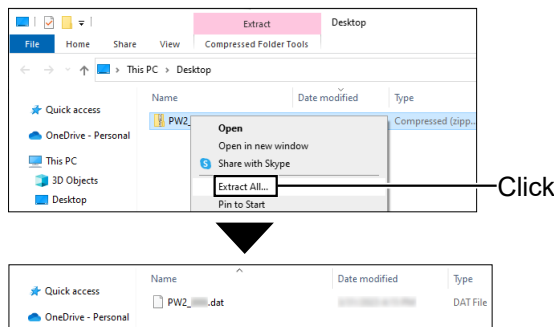 Extract Desktop
File Home Share View Compressed Folder Tools
This PC > Desktop
Name Date modified Type
Quick access
PW2_ Compressed (zipp...
Open
OneDrive - Personal
Open in new window
This PC
Share with Skype
3D Objects
Extract All...
Click
Desktop
Pin to Start
Name Date modified Type
Quick access
PW2_ .dat DAT File
OneDrive - Personal